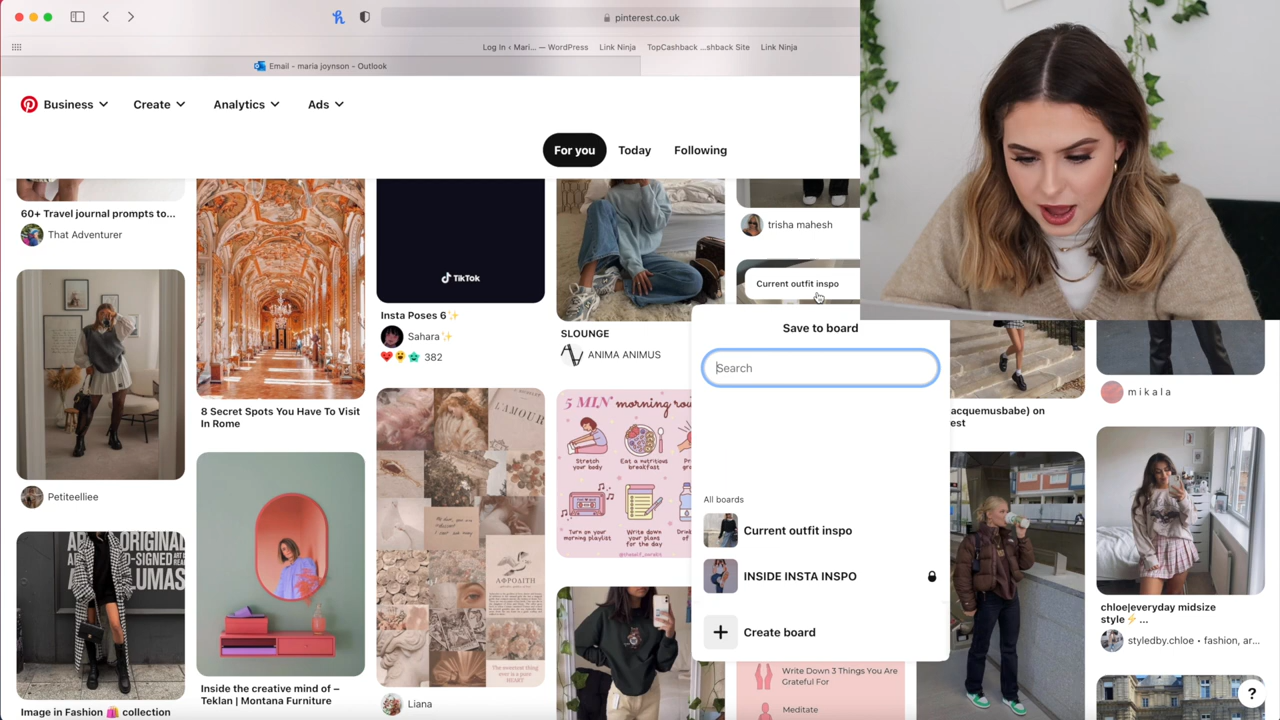 pinterest.co.uk
Log In ‹ Mari... — WordPress
Link Ninja
TopCashback ...shback Site
Link Ninja
Email - maria joynson - Outlook
Business
Create
Analytics
Ads
For you
Today
Following
60+ Travel journal prompts to...
That Adventurer
Petiteelliee
ORIGINAL
SIGNED
Image in Fashion 🛍️ collection
8 Secret Spots You Have To Visit
In Rome
Inside the creative mind of –
Teklan | Montana Furniture
TikTok
Insta Poses 6✨
Sahara✨
382
L'AMOUR
ΑΦΡΟΔΙΤΗ
Liana
SLOUNGE
ANIMA ANIMUS
5 MIN morning rou
Stretch
your body
Eat a nutritious
breakfast
Turn on your
morning playlist
Write down
your plans
for the day
trisha mahesh
Current outfit inspo
Save to board
Search
All boards
Current outfit inspo
INSIDE INSTA INSPO
Create board
Write Down 3 Things You Are
Grateful For
Meditate
acquemusbabe) on
est
m i k a l a
chloe|everyday midsize
style⚡ ...
styledby.chloe • fashion, ar...
?